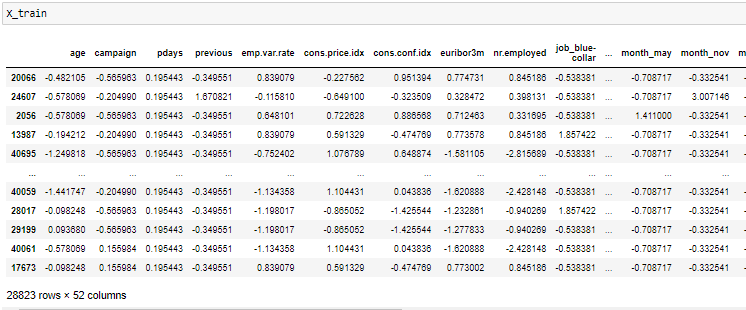 X_train
age campaign pdays previous emp.var.rate cons.price.idx cons.conf.idx euribor3m nr.employed job_blue-collar ... month_may month_nov m
20066 -0.482105 -0.565963 0.195443 -0.349551 0.839079 -0.227562 0.951394 0.774731 0.845186 -0.538381 ... -0.708717 -0.332541 -
24607 -0.578069 -0.204990 0.195443 1.670821 -0.115810 -0.649100 -0.323509 0.328472 0.398131 -0.538381 ... -0.708717 3.007146 -
2056 -0.578069 -0.565963 0.195443 -0.349551 0.648101 0.722628 0.886568 0.712463 0.331695 -0.538381 ... 1.411000 -0.332541 -
13987 -0.194212 -0.204990 0.195443 -0.349551 0.839079 0.591329 -0.474769 0.773578 0.845186 1.857422 ... -0.708717 -0.332541 -
40695 -1.249818 -0.565963 0.195443 -0.349551 -0.752402 1.076789 0.648874 -1.581105 -2.815689 -0.538381 ... -0.708717 -0.332541 -
... ... ... ... ... ... ... ... ... ... ... ... ... ...
40059 -1.441747 -0.204990 0.195443 -0.349551 -1.134358 1.104431 0.043836 -1.620888 -2.428148 -0.538381 ... -0.708717 -0.332541 -
28017 -0.098248 -0.565963 0.195443 -0.349551 -1.198017 -0.865052 -1.425544 -1.232861 -0.940269 1.857422 ... -0.708717 -0.332541 -
29199 0.093680 -0.565963 0.195443 -0.349551 -1.198017 -0.865052 -1.425544 -1.277833 -0.940269 -0.538381 ... -0.708717 -0.332541 -
40061 -0.578069 0.155984 0.195443 -0.349551 -1.134358 1.104431 0.043836 -1.620888 -2.428148 -0.538381 ... -0.708717 -0.332541 -
17673 -0.098248 0.155984 0.195443 -0.349551 0.839079 0.591329 -0.474769 0.773002 0.845186 -0.538381 ... -0.708717 -0.332541 -
28823 rows × 52 columns